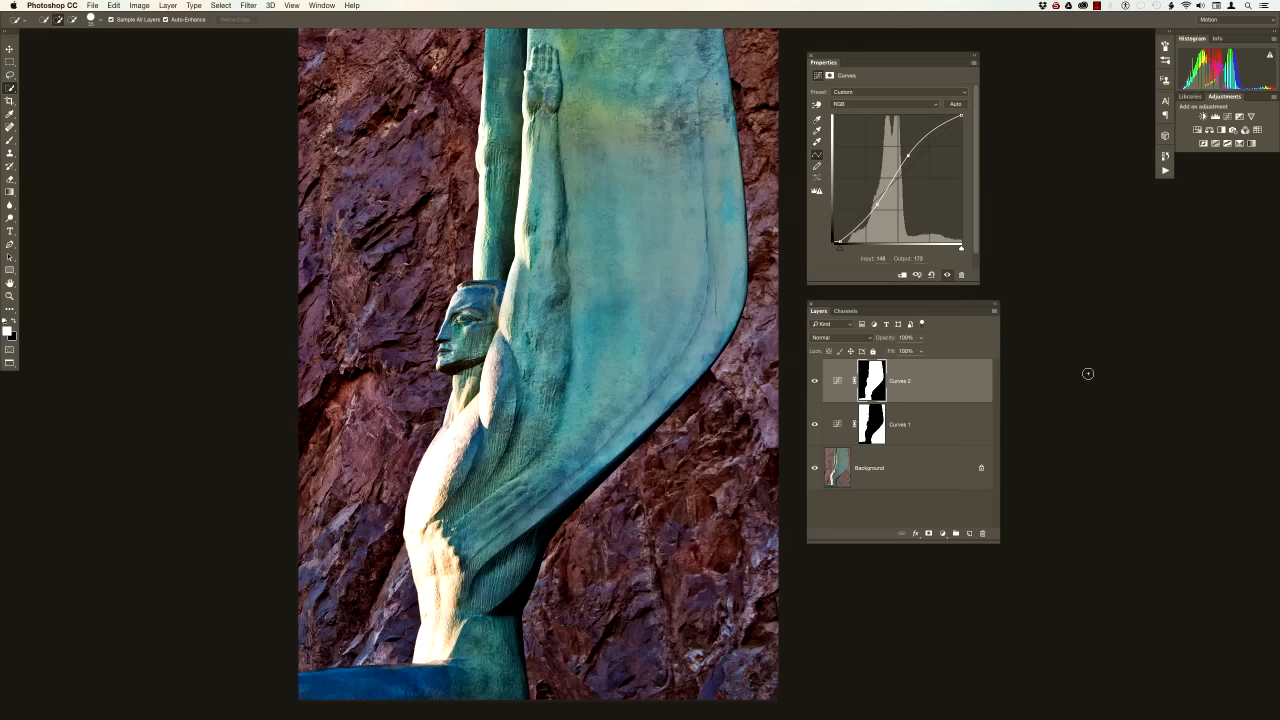 Photoshop CC File Edit Image Layer Type Select Filter 3D View Window Help
Sample All Layers Auto-Enhance Refine Edge... Motion
Histogram Info
Properties
Curves
Preset: Custom
RGB Auto
Input: 148 Output: 173
Libraries Adjustments
Add an adjustment
Layers Channels
Kind
Normal Opacity: 100%
Lock: Fill: 100%
Curves 2
Curves 1
Background